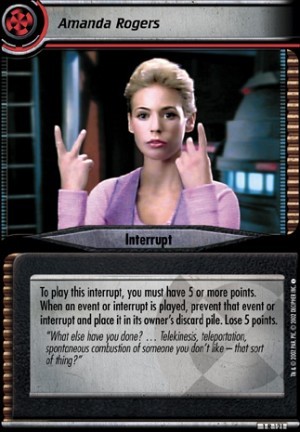 Amanda Rogers
Interrupt
To play this interrupt, you must have 5 or more points.
When an event or interrupt is played, prevent that event or
interrupt and place it in its owner's discard pile. Lose 5 points.
"What else have you done? … Telekinesis, teleportation,
spontaneous combustion of someone you don't like – that sort
of thing?"